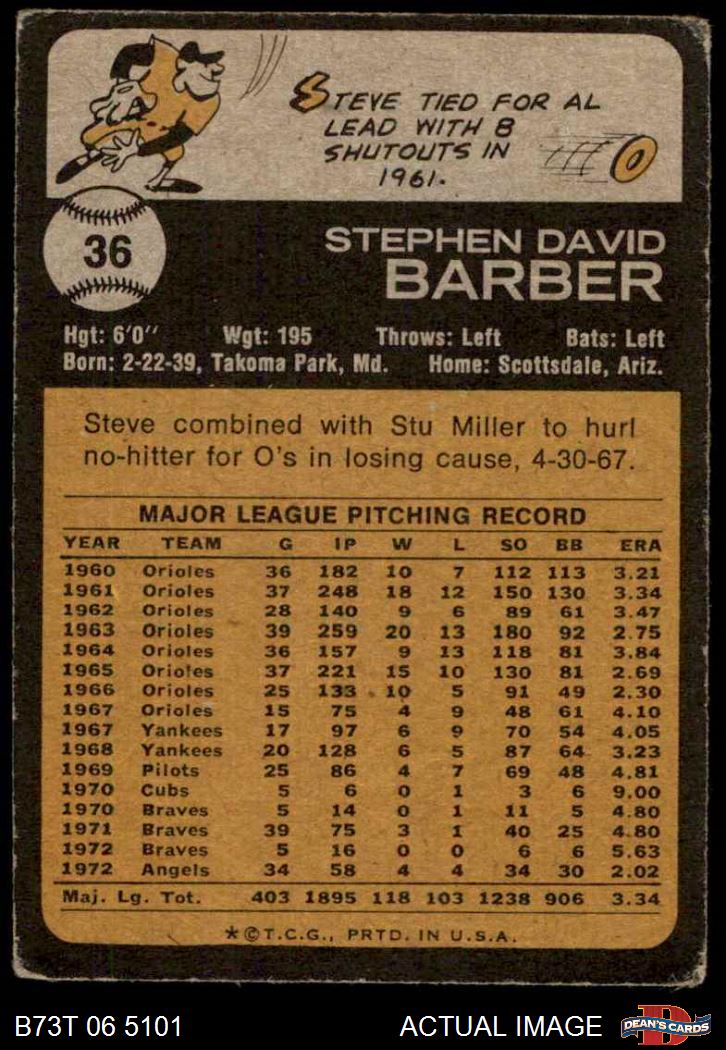 STEVE TIED FOR AL
LEAD WITH 8
SHUTOUTS IN
1961.
36
STEPHEN DAVID
BARBER
Hgt: 6'0'' Wgt: 195 Throws: Left Bats: Left
Born: 2-22-39, Takoma Park, Md. Home: Scottsdale, Ariz.
Steve combined with Stu Miller to hurl
no-hitter for O's in losing cause, 4-30-67.
MAJOR LEAGUE PITCHING RECORD
YEAR TEAM G IP W L SO BB ERA
1960 Orioles 36 182 10 7 112 113 3.21
1961 Orioles 37 248 18 12 150 130 3.34
1962 Orioles 28 140 9 6 89 61 3.47
1963 Orioles 39 259 20 13 180 92 2.75
1964 Orioles 36 157 9 13 118 81 3.84
1965 Orioles 37 221 15 10 130 81 2.69
1966 Orioles 25 133 10 5 91 49 2.30
1967 Orioles 15 75 4 9 48 61 4.10
1967 Yankees 17 97 6 9 70 54 4.05
1968 Yankees 20 128 6 5 87 64 3.23
1969 Pilots 25 86 4 7 69 48 4.81
1970 Cubs 5 6 0 1 3 6 9.00
1970 Braves 5 14 0 1 11 5 4.80
1971 Braves 39 75 3 1 40 25 4.80
1972 Braves 5 16 0 0 6 6 5.63
1972 Angels 34 58 4 4 34 30 2.02
Maj. Lg. Tot. 403 1895 118 103 1238 906 3.34
*©T.C.G., PRTD. IN U.S.A.
B73T 06 5101 ACTUAL IMAGE D DEAN'S CARDS